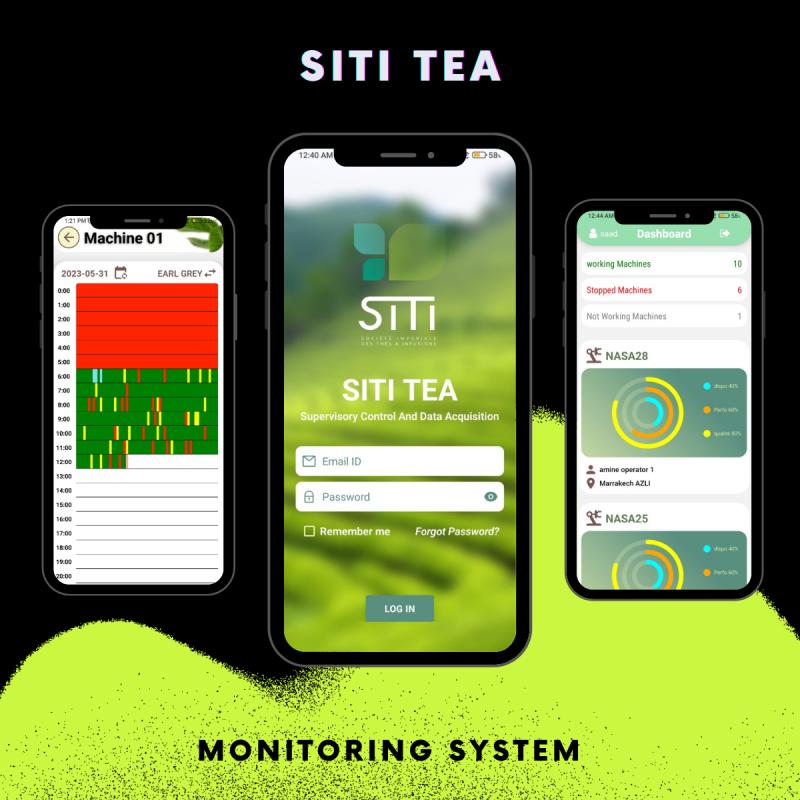 SITI TEA
1:21 PM
Machine 01
2023-05-31
EARL GREY
0:00
1:00
2:00
3:00
4:00
5:00
6:00
7:00
8:00
9:00
10:00
11:00
12:00
13:00
14:00
15:00
16:00
17:00
18:00
19:00
20:00
12:40 AM
58%
SITI
SOCIÉTÉ IMPÉRIALE
DES THÉS & INFUSIONS
SITI TEA
Supervisory Control And Data Acquisition
Email ID
Password
Remember me
Forgot Password?
LOG IN
12:44 AM
58%
saad
Dashboard
working Machines 10
Stopped Machines 6
Not Working Machines 1
NASA28
dispo 40%
Perfo 60%
qualité 80%
amine operator 1
Marrakech AZLI
NASA25
dispo 40%
Perfo 60%
MONITORING SYSTEM